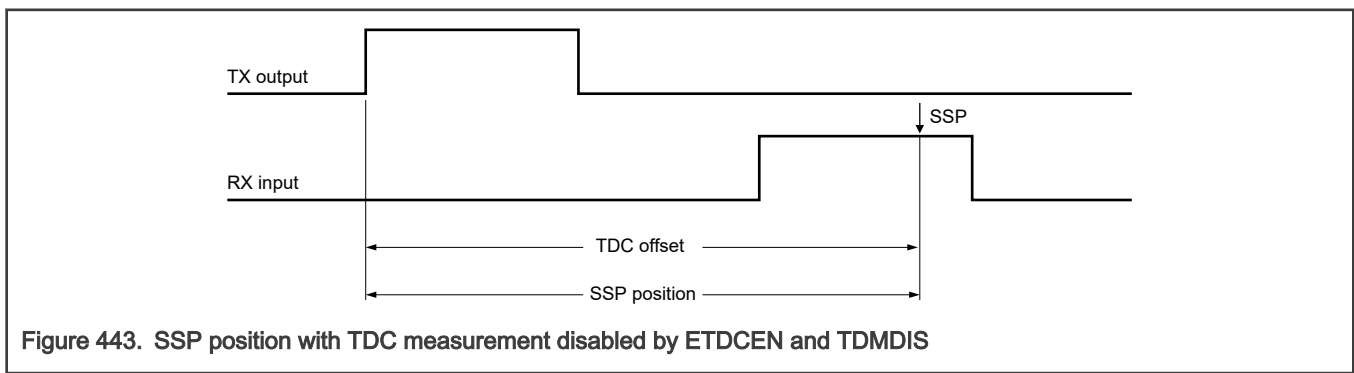 TX output
SSP
RX input
TDC offset
SSP position
Figure 443. SSP position with TDC measurement disabled by ETDCEN and TDMDIS